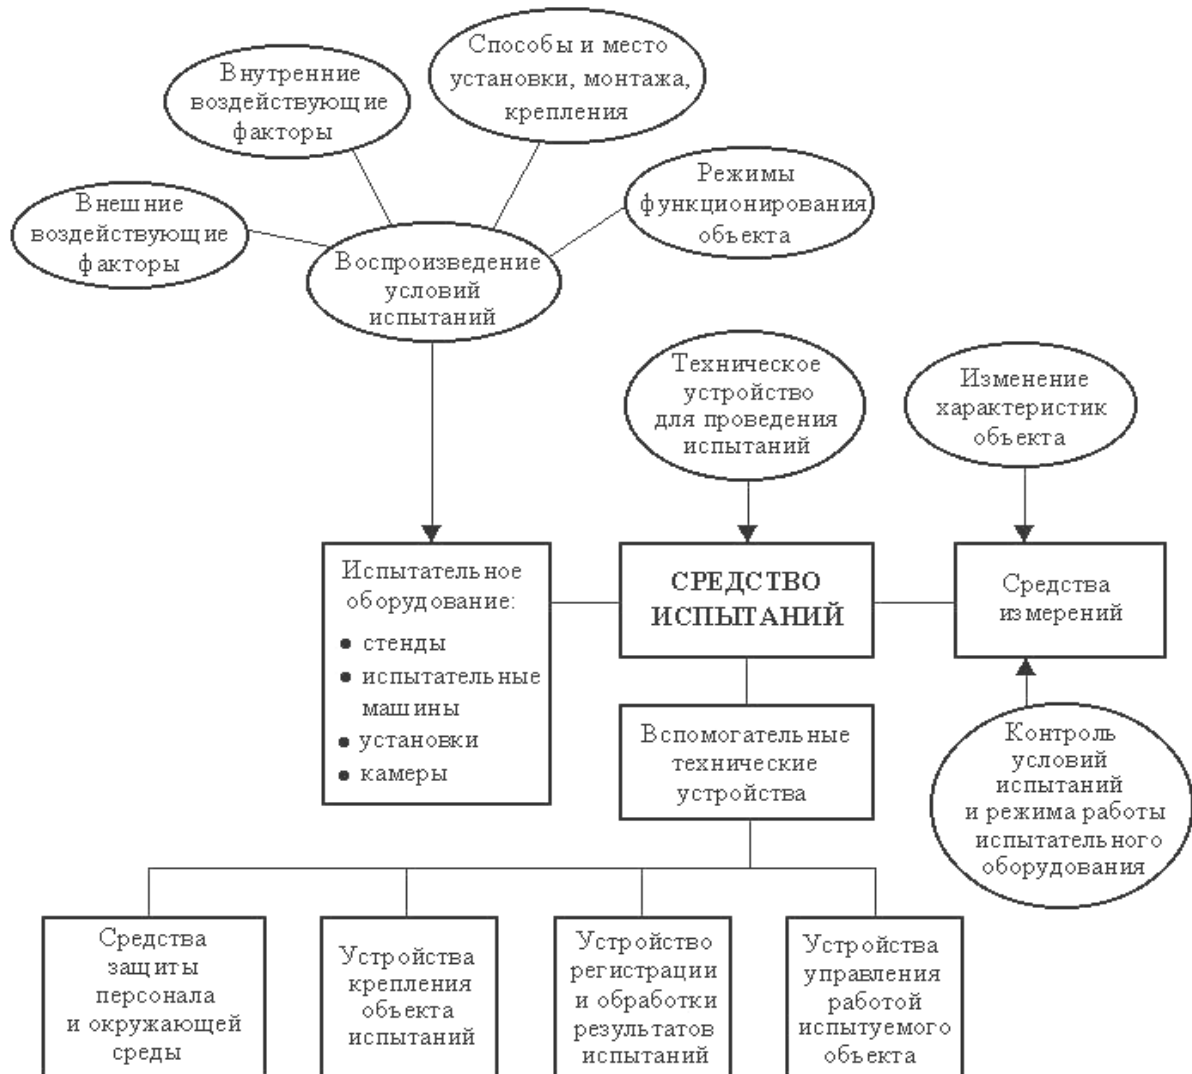 Способы и место
установки, монтажа,
крепления
Внутренние
воздействующие
факторы
Режимы
функционирования
объекта
Внешние
воздействующие
факторы
Воспроизведение
условий
испытаний
Техническое
устройство
для проведения
испытаний
Изменение
характеристик
объекта
Испытательное
оборудование:
● стенды
● испытательные
машины
● установки
● камеры
СРЕДСТВО
ИСПЫТАНИЙ
Средства
измерений
Вспомогательные
технические
устройства
Контроль
условий
испытаний
и режима работы
испытательного
оборудования
Средства
защиты
персонала
и окружающей
среды
Устройства
крепления
объекта
испытаний
Устройство
регистрации
и обработки
результатов
испытаний
Устройства
управления
работой
испытуемого
объекта